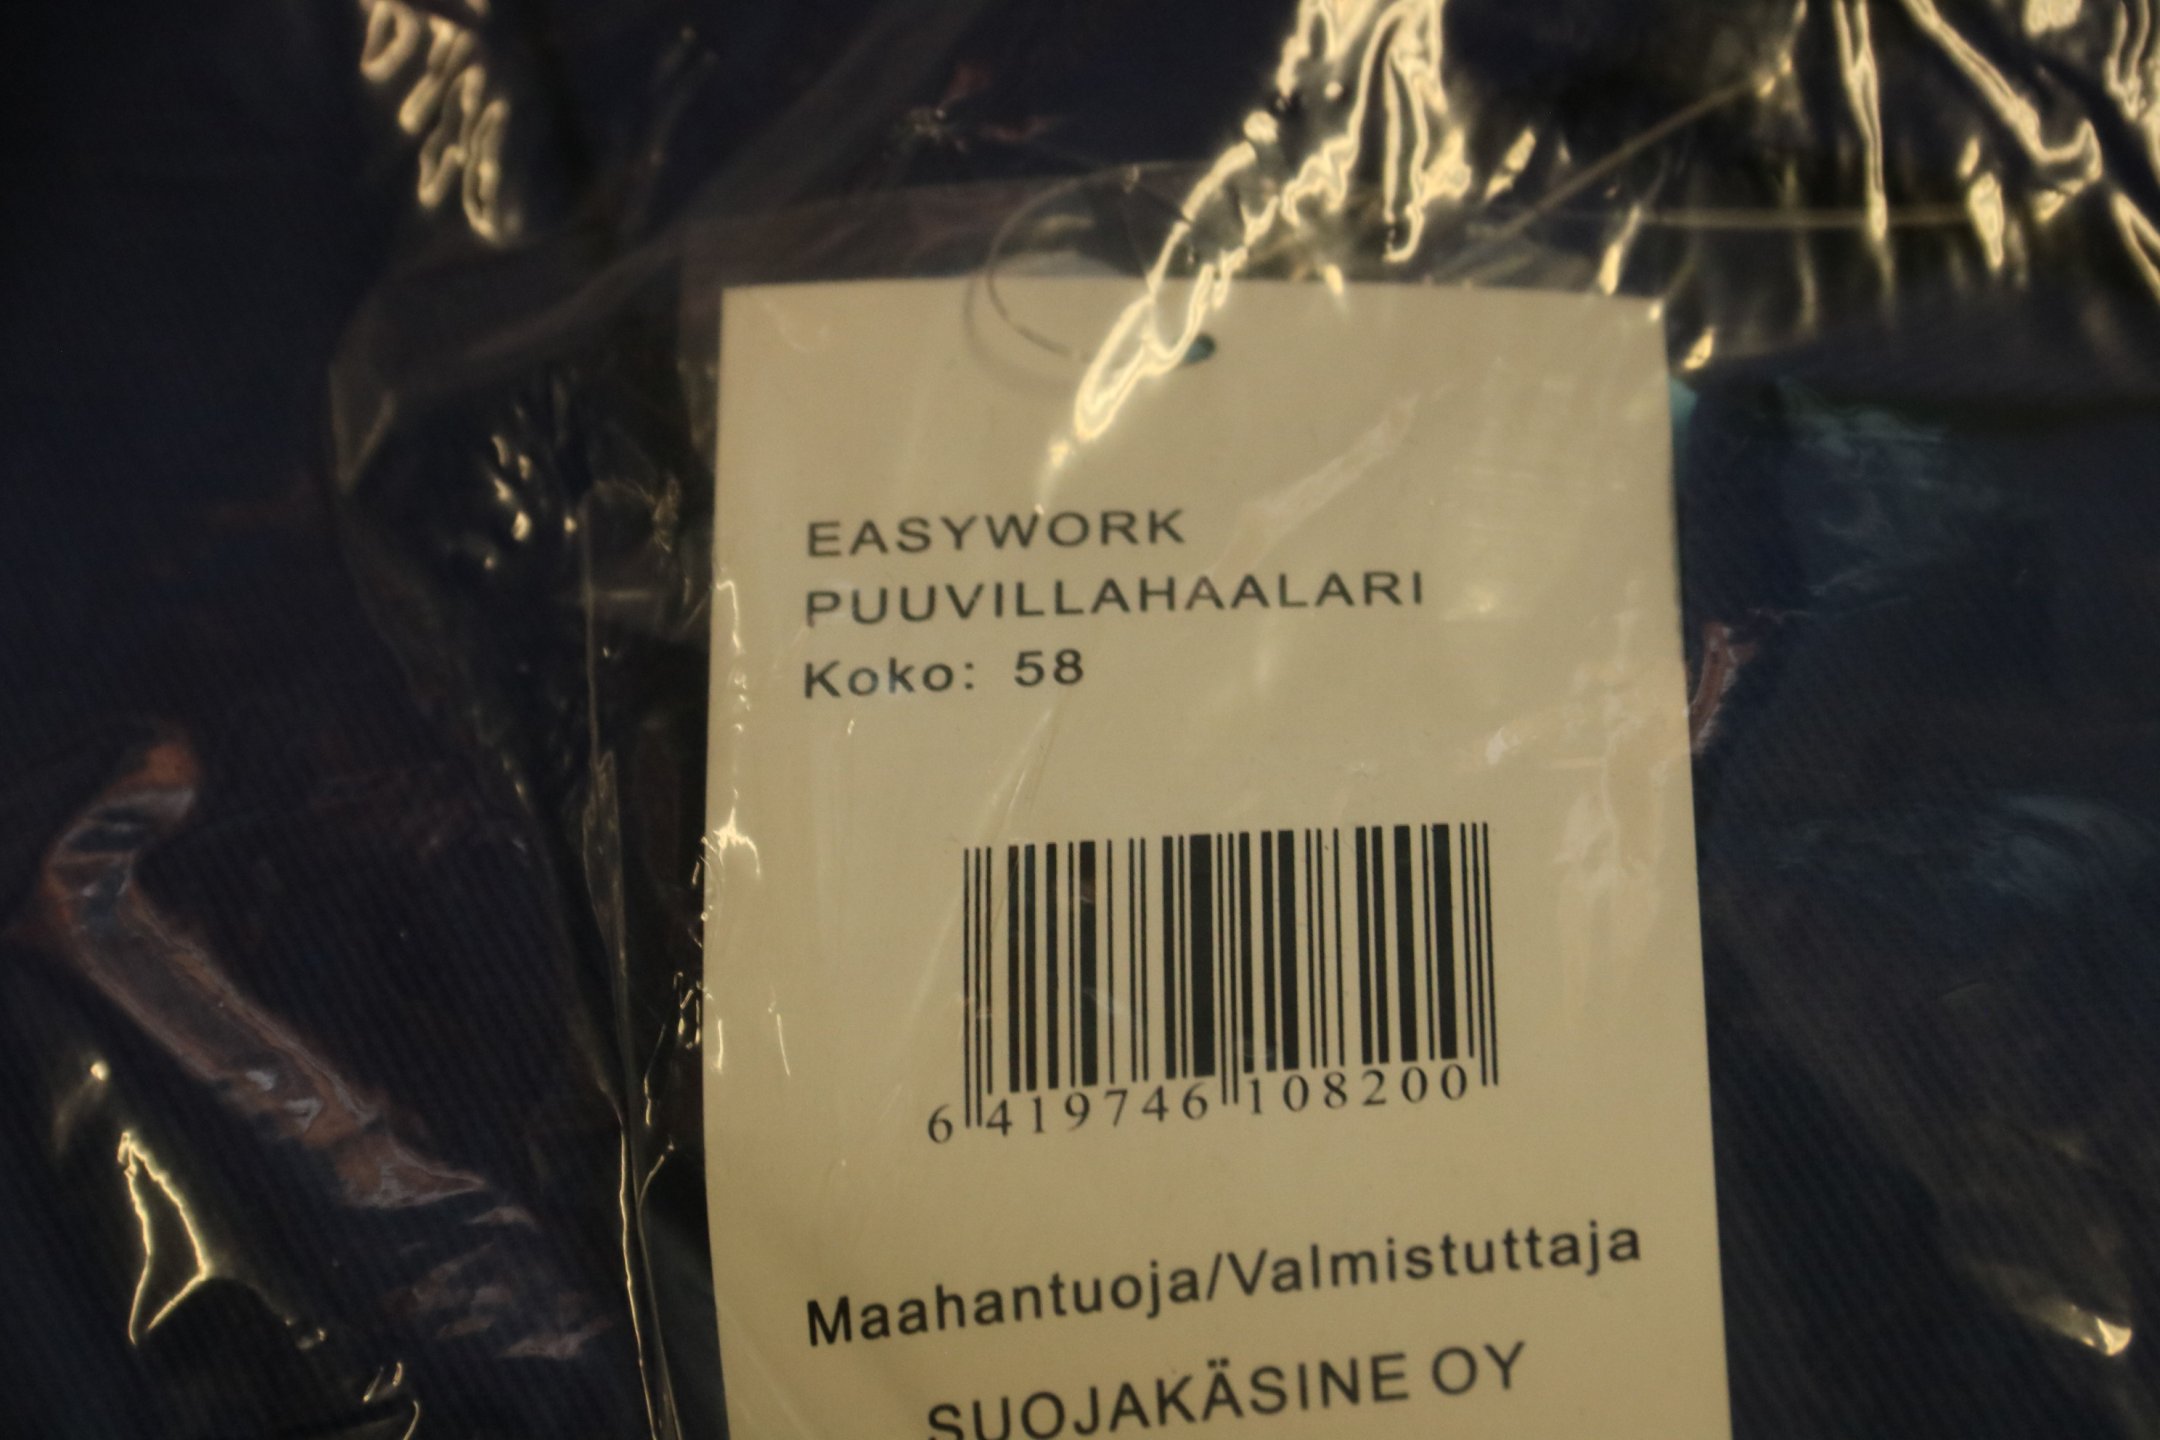 EASYWORK
PUUVILLAHAALARI
Koko: 58
6 419746 108200
Maahantuoja/Valmistuttaja
SUOJAKÄSINE OY